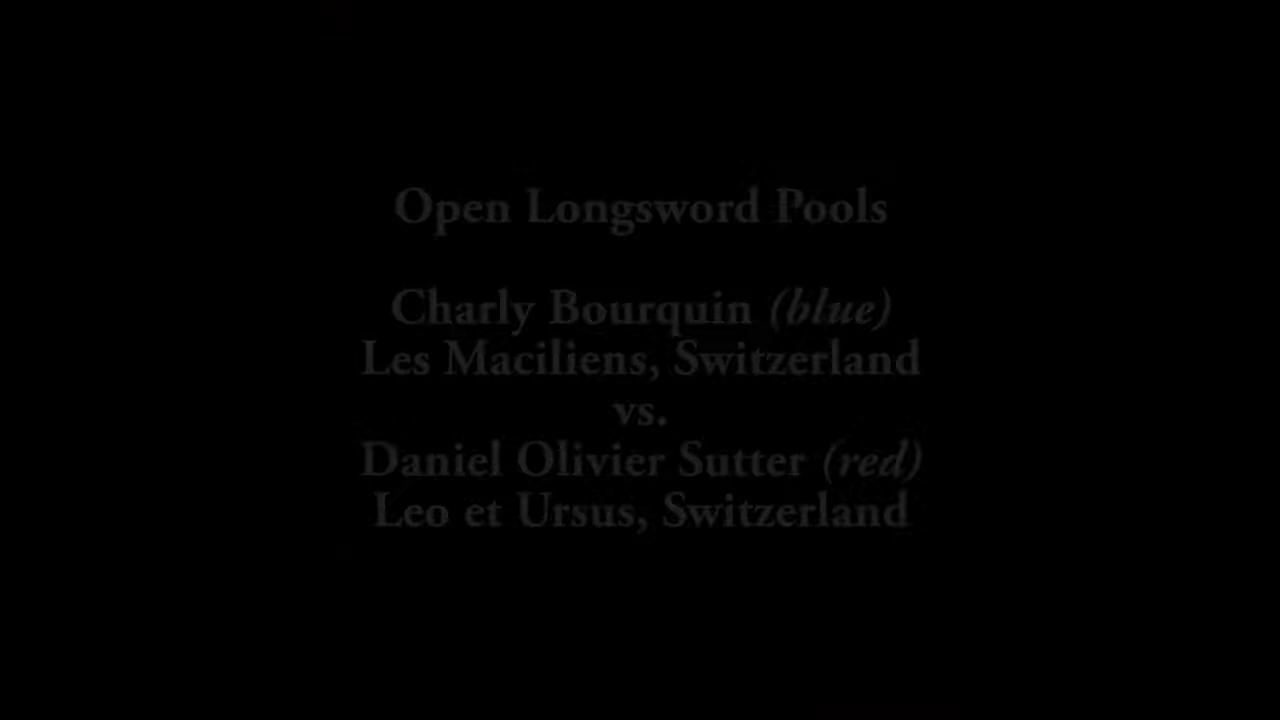 Open Longsword Pools
Charly Bourquin (blue)
Les Maciliens, Switzerland
vs.
Daniel Olivier Sutter (red)
Leo et Ursus, Switzerland